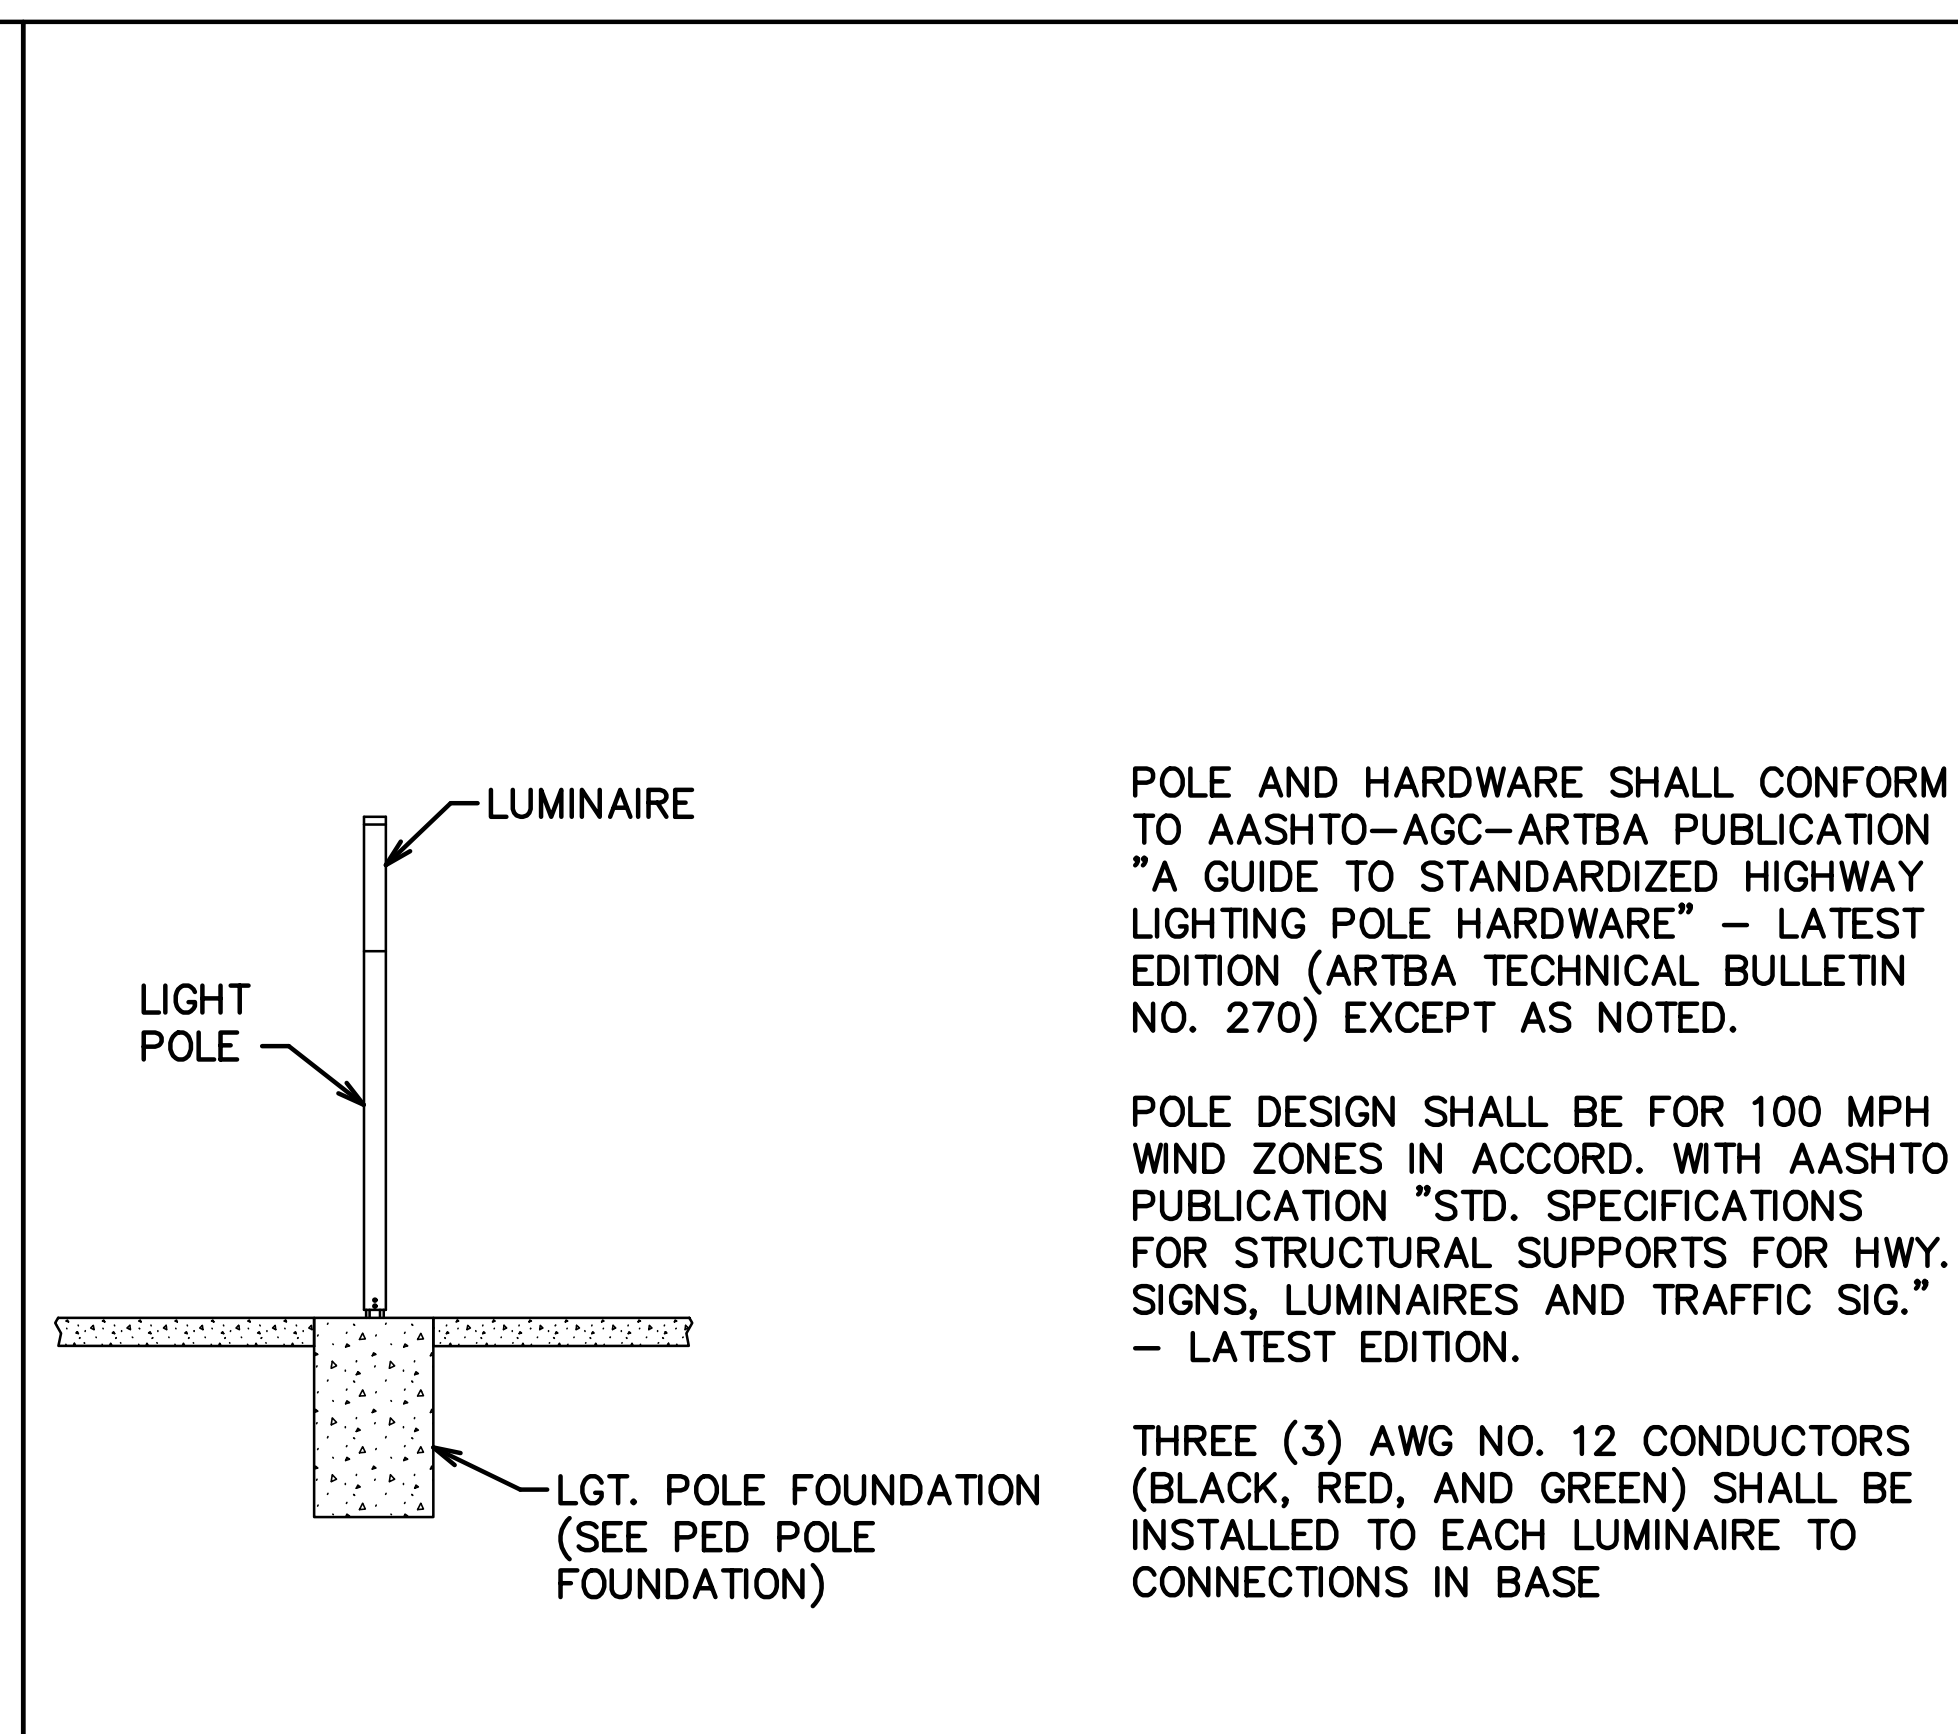 LUMINAIRE
LIGHT
POLE
LGT. POLE FOUNDATION
(SEE PED POLE
FOUNDATION)
POLE AND HARDWARE SHALL CONFORM
TO AASHTO-AGC-ARTBA PUBLICATION
"A GUIDE TO STANDARDIZED HIGHWAY
LIGHTING POLE HARDWARE" - LATEST
EDITION (ARTBA TECHNICAL BULLETIN
NO. 270) EXCEPT AS NOTED.
POLE DESIGN SHALL BE FOR 100 MPH
WIND ZONES IN ACCORD. WITH AASHTO
PUBLICATION "STD. SPECIFICATIONS
FOR STRUCTURAL SUPPORTS FOR HWY.
SIGNS, LUMINAIRES AND TRAFFIC SIG."
- LATEST EDITION.
THREE (3) AWG NO. 12 CONDUCTORS
(BLACK, RED, AND GREEN) SHALL BE
INSTALLED TO EACH LUMINAIRE TO
CONNECTIONS IN BASE